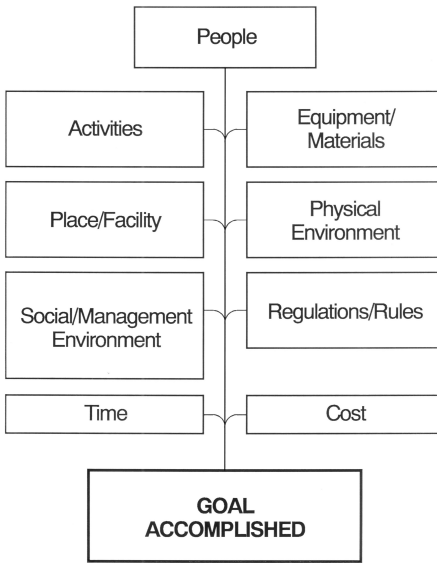 People
Activities
Equipment/
Materials
Place/Facility
Physical
Environment
Social/Management
Environment
Regulations/Rules
Time
Cost
GOAL
ACCOMPLISHED